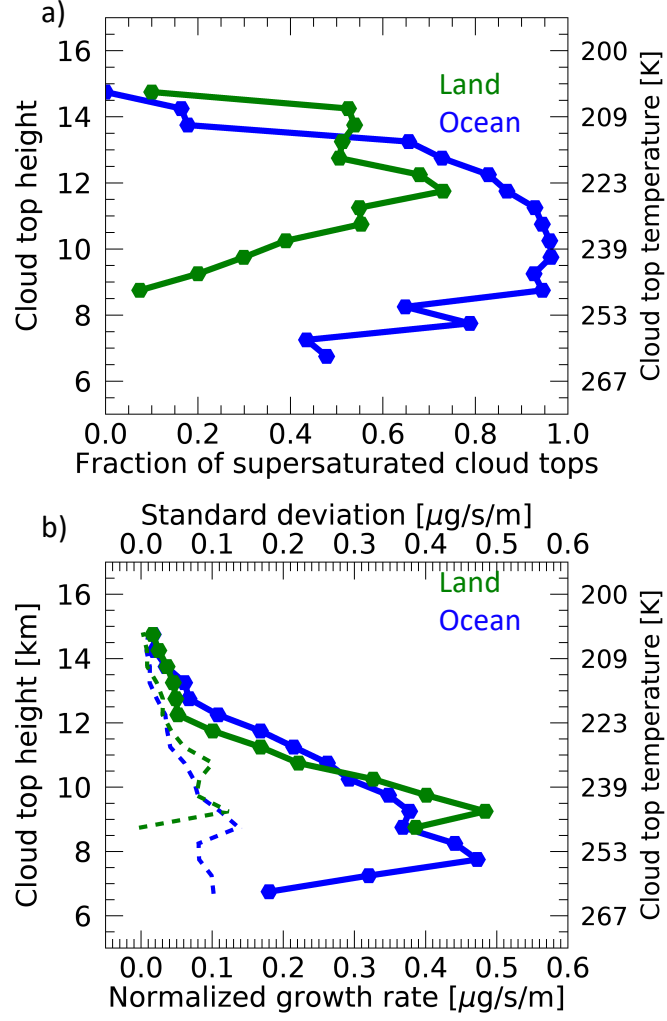 a)
16
14
12
10
8
6
Cloud top height
Land
Ocean
200
209
223
239
253
267
Cloud top temperature [K]
0.0 0.2 0.4 0.6 0.8 1.0
Fraction of supersaturated cloud tops
b)
Standard deviation [μg/s/m]
0.0 0.1 0.2 0.3 0.4 0.5 0.6
16
14
12
10
8
6
Cloud top height [km]
Land
Ocean
200
209
223
239
253
267
Cloud top temperature [K]
0.0 0.1 0.2 0.3 0.4 0.5 0.6
Normalized growth rate [μg/s/m]